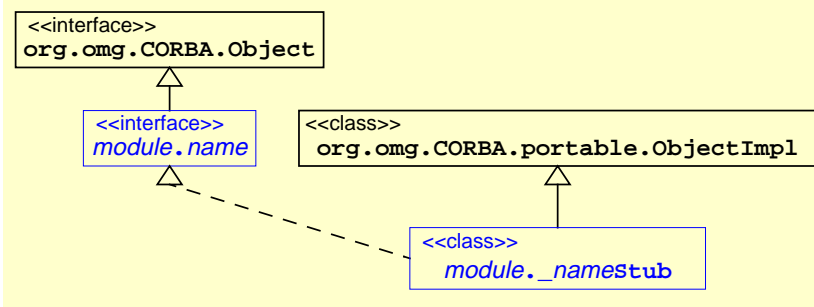 <<interface>>
org.omg.CORBA.Object
<<interface>>
module.name
<<class>>
org.omg.CORBA.portable.ObjectImpl
<<class>>
module._nameStub